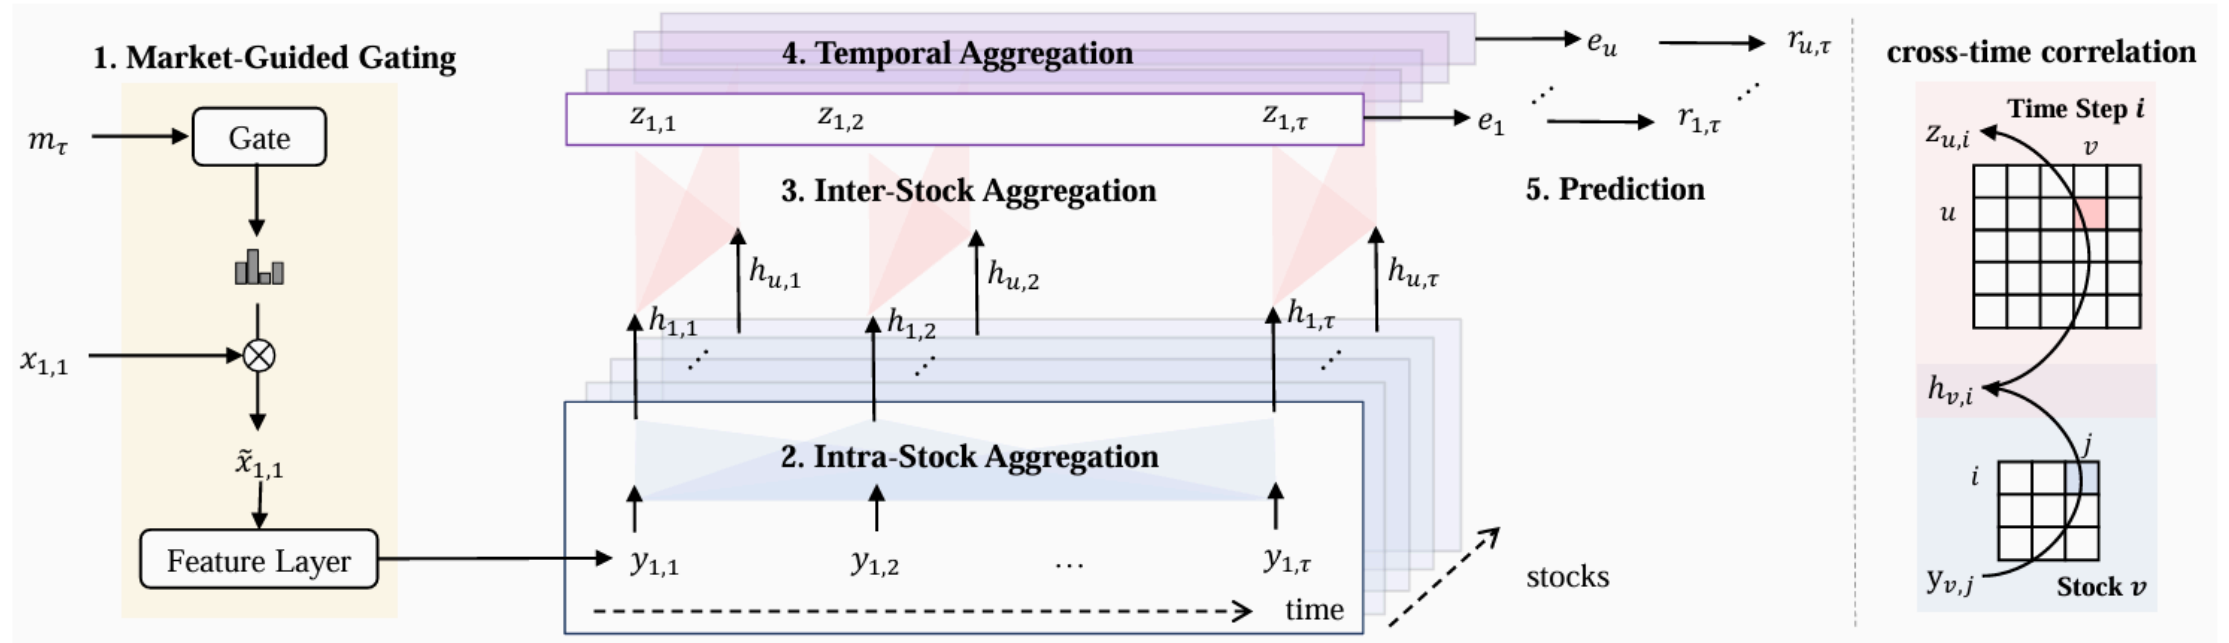 1. Market-Guided Gating
m_τ
Gate
x_{1,1}
x̃_{1,1}
Feature Layer
4. Temporal Aggregation
z_{1,1} z_{1,2} z_{1,τ}
e_u r_{u,τ}
⋰ ⋰
e_1 r_{1,τ}
3. Inter-Stock Aggregation
5. Prediction
h_{u,1} h_{u,2} h_{u,τ}
h_{1,1} h_{1,2} h_{1,τ}
⋰ ⋰ ⋰
2. Intra-Stock Aggregation
y_{1,1} y_{1,2} … y_{1,τ}
time
stocks
cross-time correlation
Time Step i
z_{u,i}
v
u
h_{v,i}
j
i
y_{v,j}
Stock v